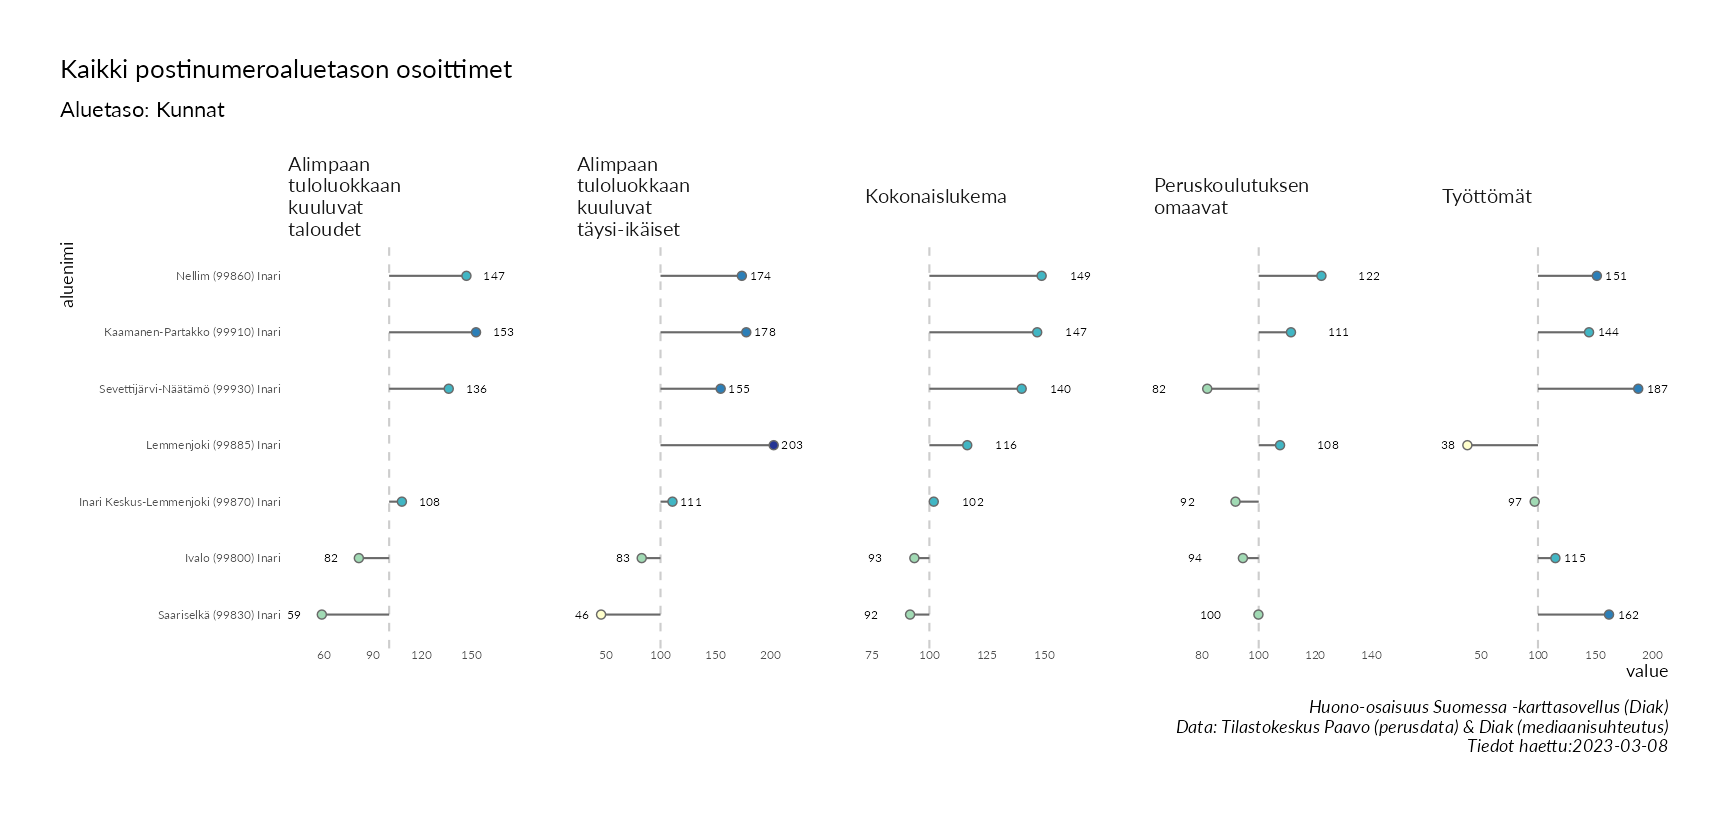 Kaikki postinumeroaluetason osoittimet
Aluetaso: Kunnat
Alimpaan
tuloluokkaan
kuuluvat
taloudet
Alimpaan
tuloluokkaan
kuuluvat
täysi-ikäiset
Kokonaislukema
Peruskoulutuksen
omaavat
Työttömät
aluenimi
Nellim (99860) Inari 147 174 149 122 151
Kaamanen-Partakko (99910) Inari 153 178 147 111 144
Sevettijärvi-Näätämö (99930) Inari 136 155 140 82 187
Lemmenjoki (99885) Inari 203 116 108 38
Inari Keskus-Lemmenjoki (99870) Inari 108 111 102 92 97
Ivalo (99800) Inari 82 83 93 94 115
Saariselkä (99830) Inari 59 46 92 100 162
60 90 120 150 50 100 150 200 75 100 125 150 80 100 120 140 50 100 150 200
value
Huono-osaisuus Suomessa -karttasovellus (Diak)
Data: Tilastokeskus Paavo (perusdata) & Diak (mediaanisuhteutus)
Tiedot haettu:2023-03-08